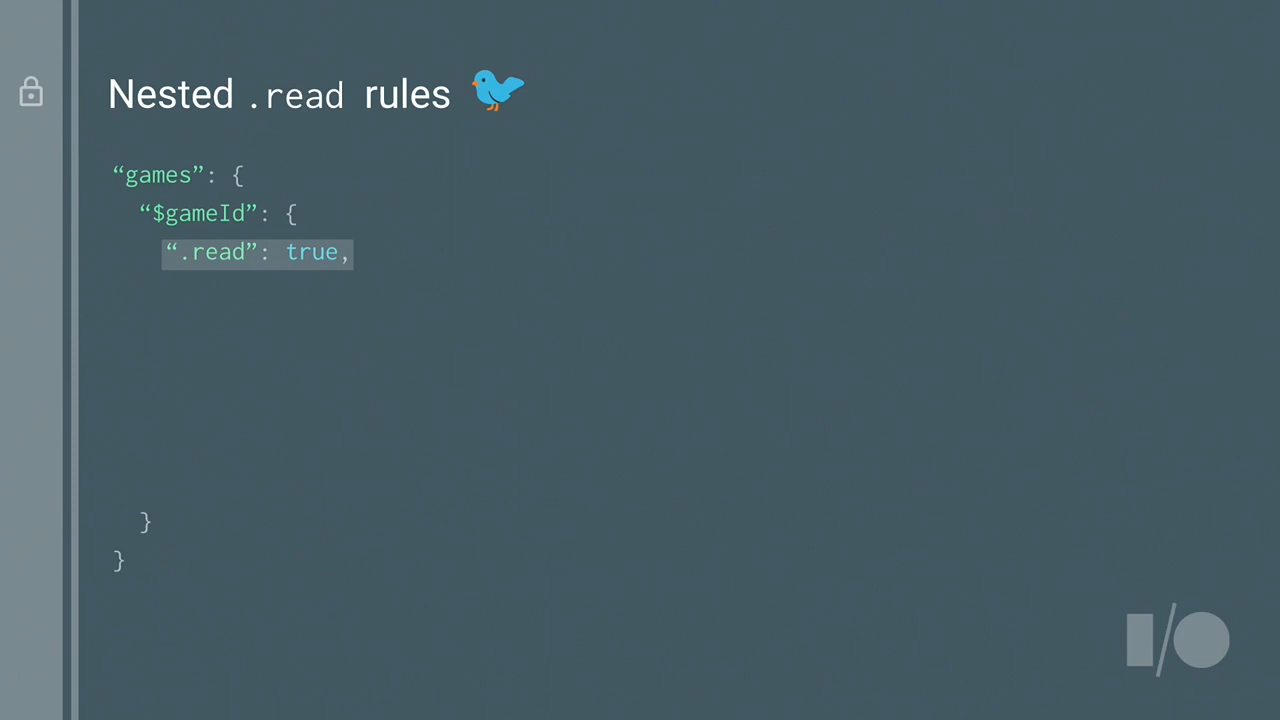 Nested .read rules
“games”: {
“$gameId”: {
“.read”: true,
}
}
I/O